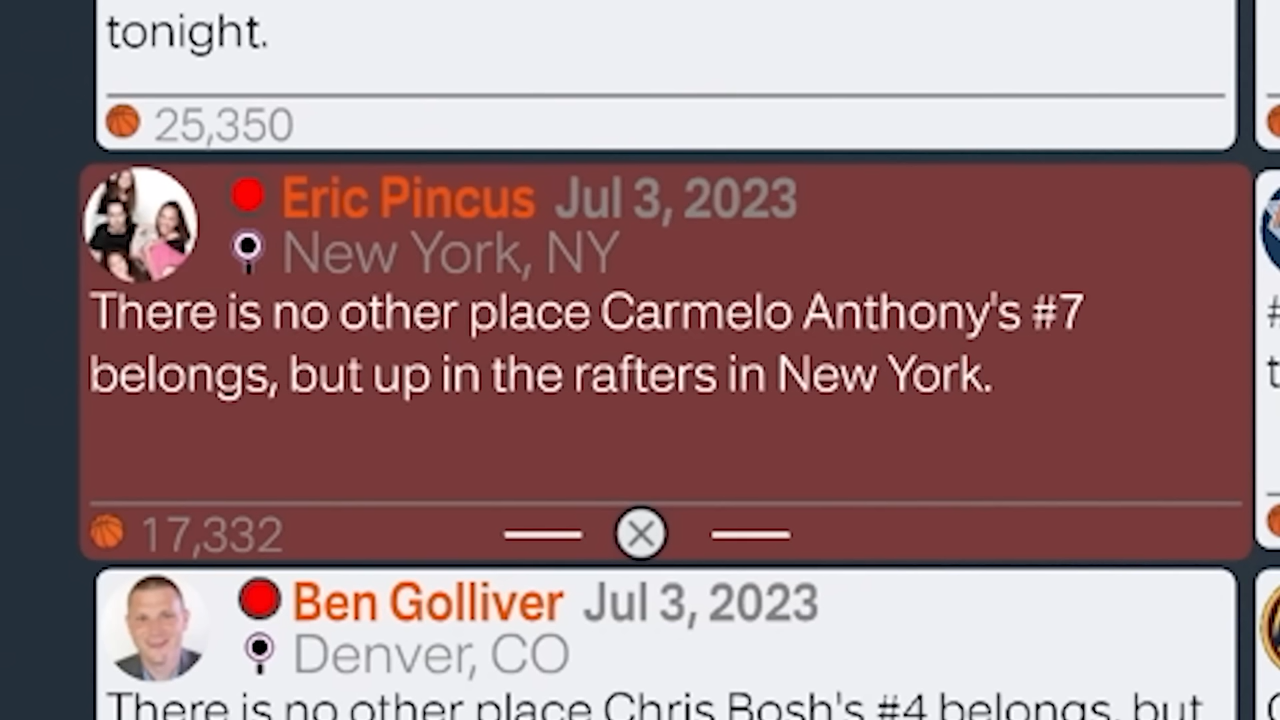 tonight.
25,350
Eric Pincus Jul 3, 2023
New York, NY
There is no other place Carmelo Anthony's #7
belongs, but up in the rafters in New York.
17,332
Ben Golliver Jul 3, 2023
Denver, CO
There is no other place Chris Bosh's #4 belongs, but
#
t